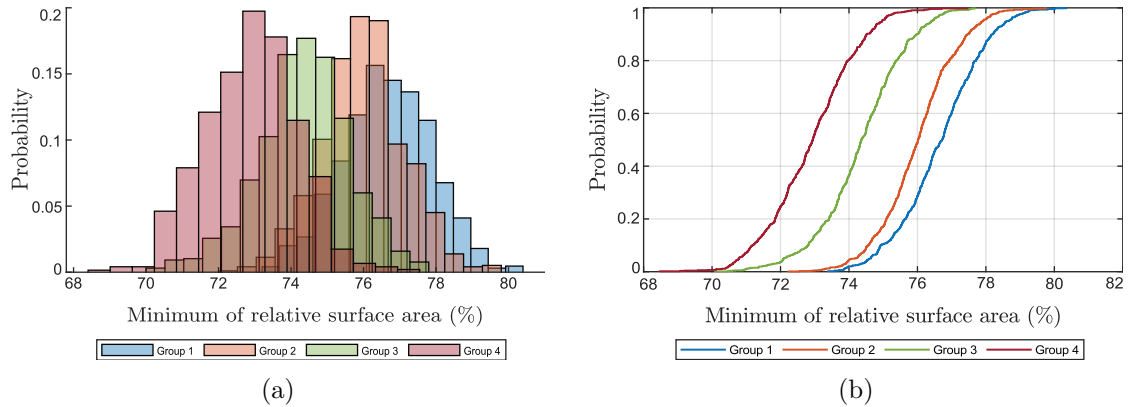 0.2
0.15
0.1
0.05
0
Probability
68 70 72 74 76 78 80
Minimum of relative surface area (%)
Group 1 Group 2 Group 3 Group 4
(a)
1
0.8
0.6
0.4
0.2
0
Probability
68 70 72 74 76 78 80 82
Minimum of relative surface area (%)
Group 1 Group 2 Group 3 Group 4
(b)